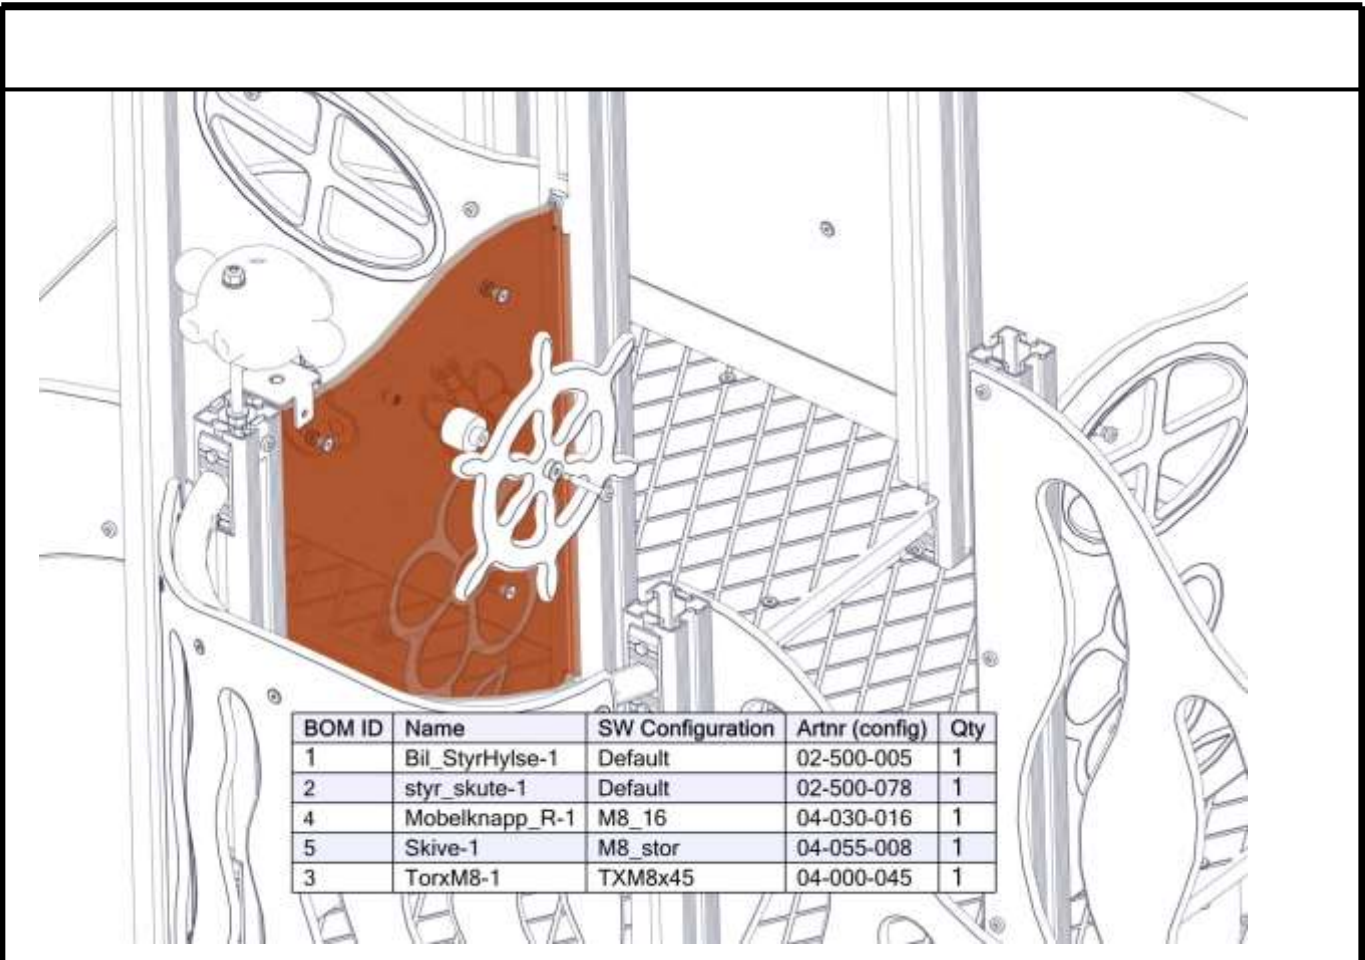 BOM ID Name SW Configuration Artnr (config) Qty
1 Bil_StyrHylse-1 Default 02-500-005 1
2 styr_skute-1 Default 02-500-078 1
4 Mobelknapp_R-1 M8_16 04-030-016 1
5 Skive-1 M8_stor 04-055-008 1
3 TorxM8-1 TXM8x45 04-000-045 1